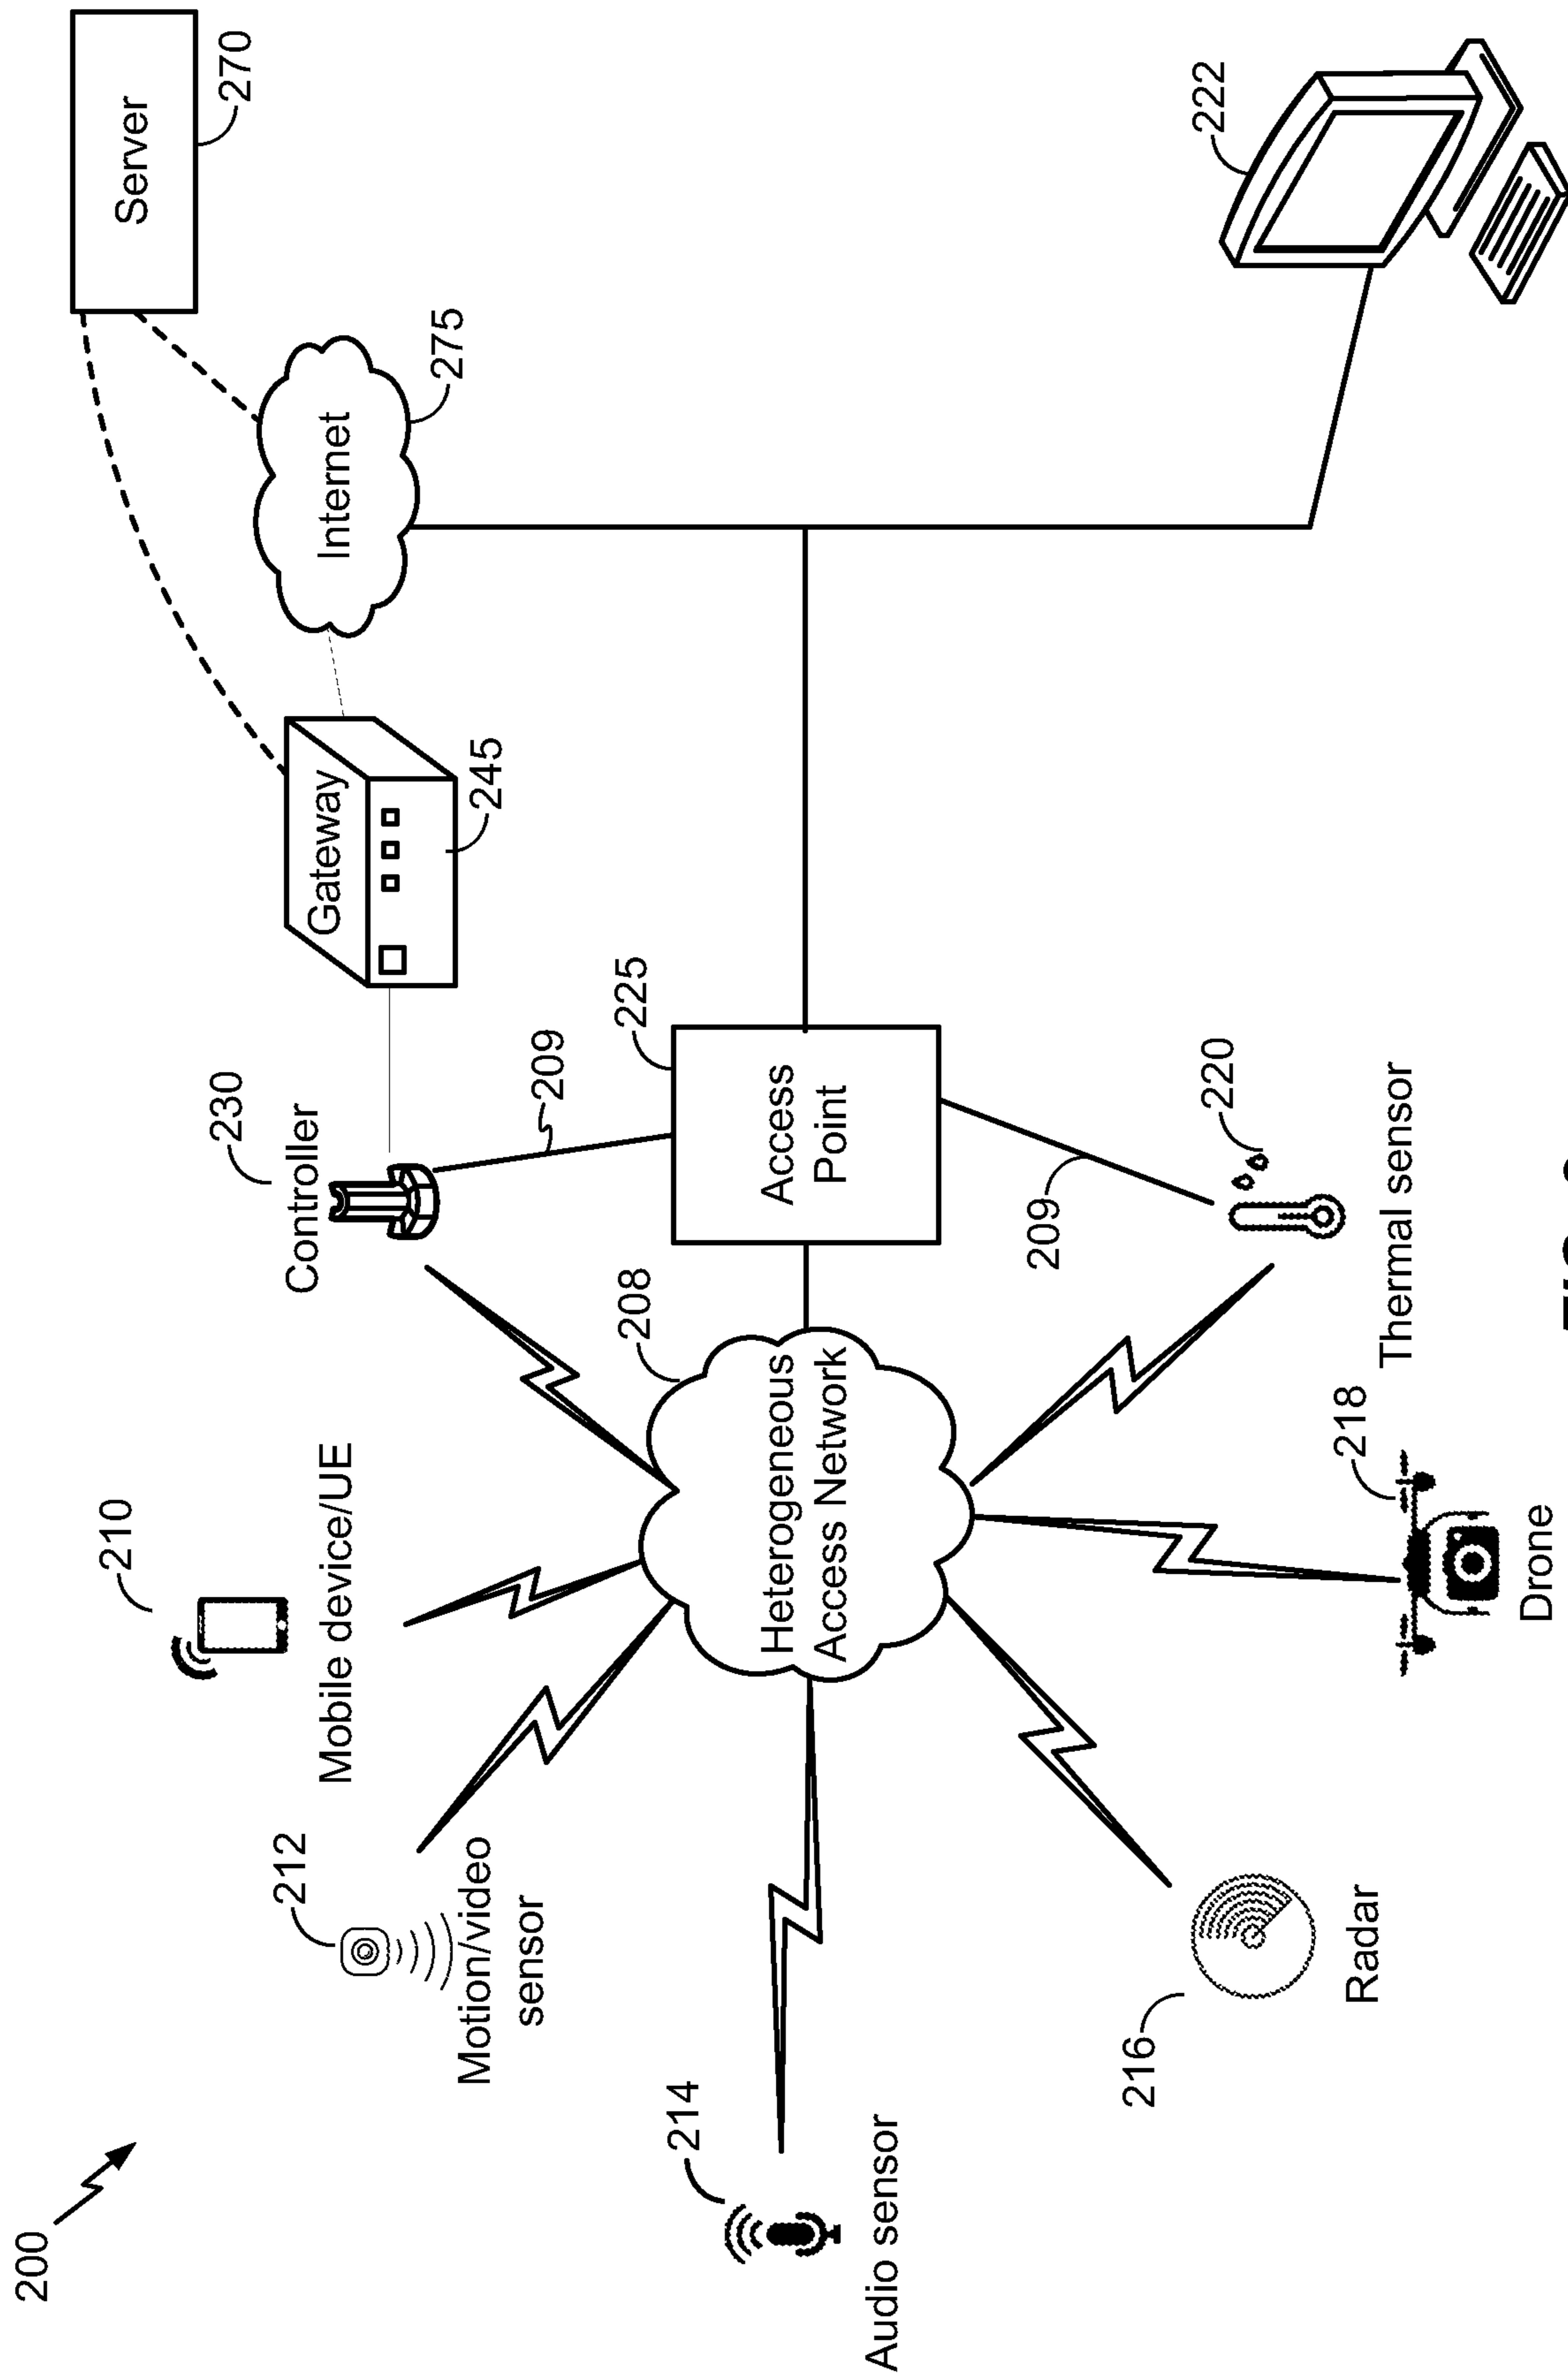 200
210
Mobile device/UE
212
Motion/video
sensor
214
Audio sensor
216
Radar
218
Drone
220
Thermal sensor
208
Heterogeneous
Access Network
230
Controller
209
209
225
Access
Point
Gateway
245
Internet
275
Server
270
222